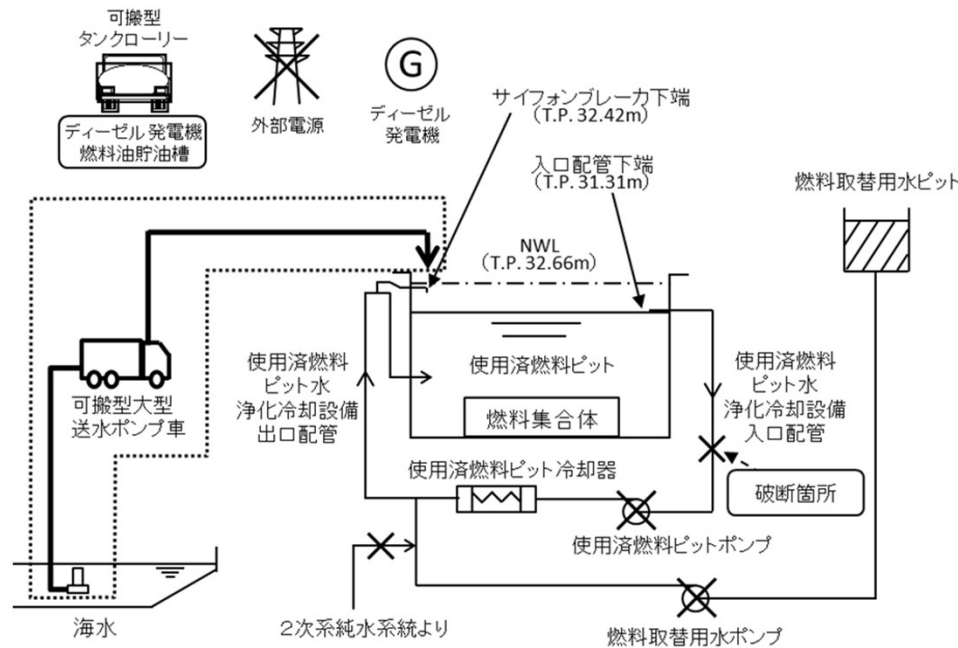 可搬型
タンクローリー
ディーゼル発電機
燃料油貯油槽
外部電源
G
ディーゼル
発電機
サイフォンブレーカ下端
(T.P. 32.42m)
入口配管下端
(T.P. 31.31m)
燃料取替用水ピット
NWL
(T.P. 32.66m)
使用済燃料ピット
燃料集合体
可搬型大型
送水ポンプ車
使用済燃料
ピット水
浄化冷却設備
出口配管
使用済燃料
ピット水
浄化冷却設備
入口配管
使用済燃料ピット冷却器
破断箇所
使用済燃料ピットポンプ
海水
2次系純水系統より
燃料取替用水ポンプ